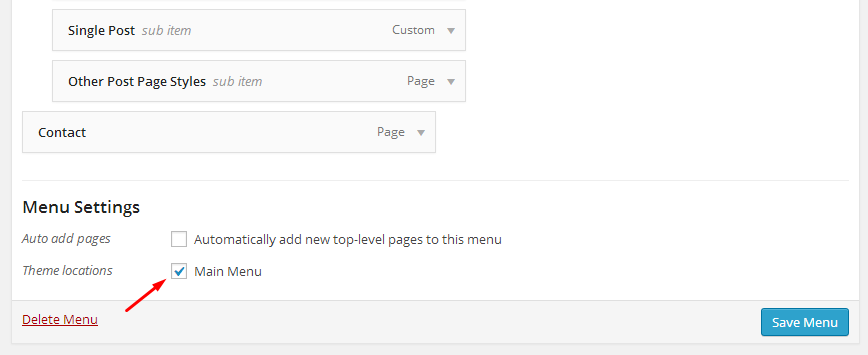 Single Post sub item Custom
Other Post Page Styles sub item Page
Contact Page
Menu Settings
Auto add pages Automatically add new top-level pages to this menu
Theme locations Main Menu
Delete Menu Save Menu